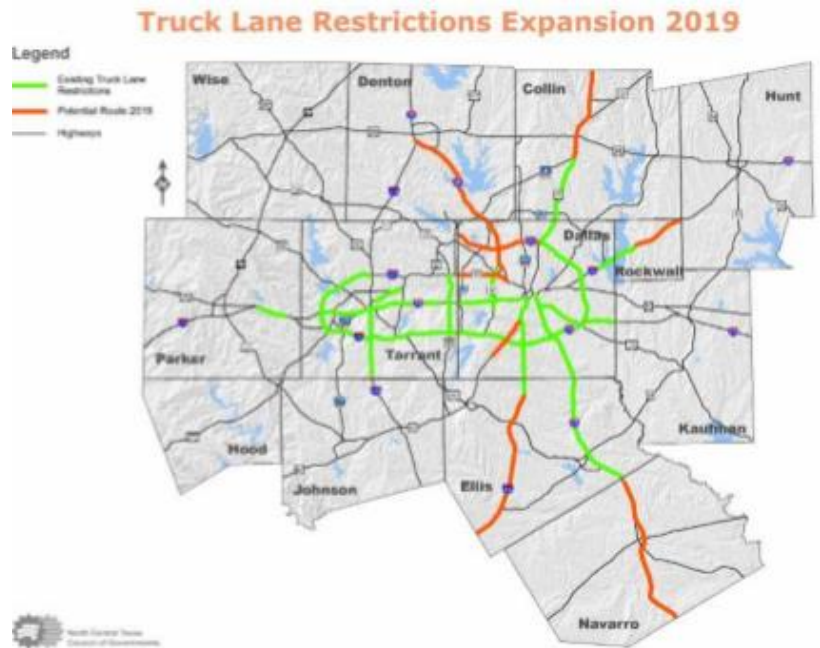 Truck Lane Restrictions Expansion 2019
Legend
Existing Truck Lane
Restrictions
Potential Route 2019
Highways
Wise
Denton
Collin
Hunt
Dallas
Rockwall
Parker
Tarrant
Kaufman
Hood
Johnson
Ellis
Navarro
North Central Texas
Council of Governments